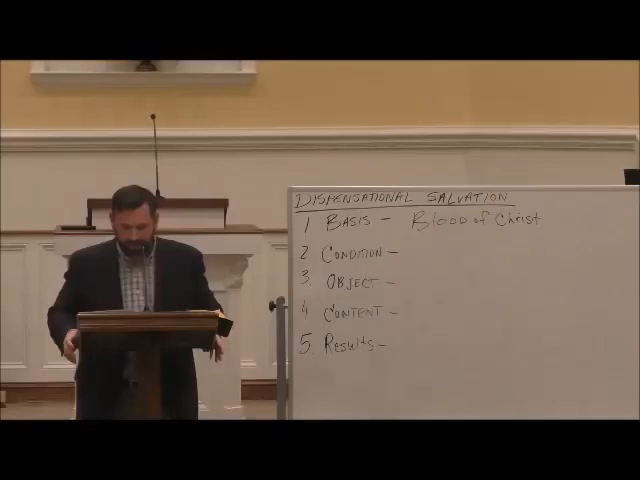 DISPENSATIONAL SALVATION
1 BASIS - Blood of Christ
2 CONDITION -
3. OBJECT -
4 CONTENT -
5 Results -